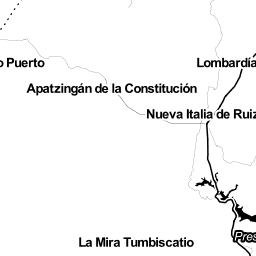 o Puerto
Lombardía
Apatzingán de la Constitución
Nueva Italia de Ruiz
La Mira Tumbiscatio
Pres